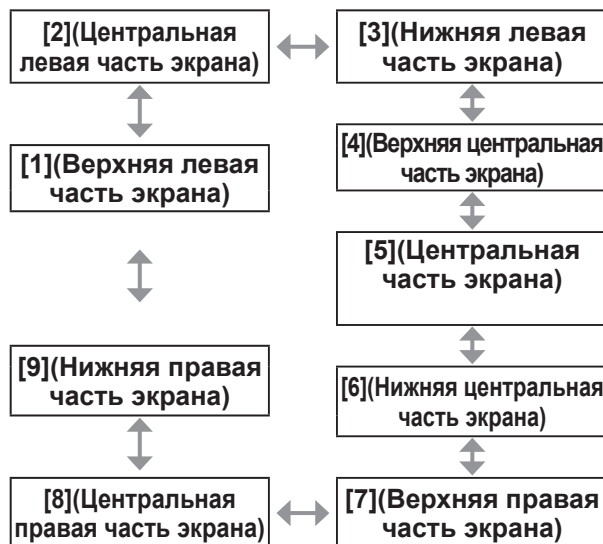 [2](Центральная
левая часть экрана)
[3](Нижняя левая
часть экрана)
[1](Верхняя левая
часть экрана)
[4](Верхняя центральная
часть экрана)
[5](Центральная
часть экрана)
[9](Нижняя правая
часть экрана)
[6](Нижняя центральная
часть экрана)
[8](Центральная
правая часть экрана)
[7](Верхняя правая
часть экрана)